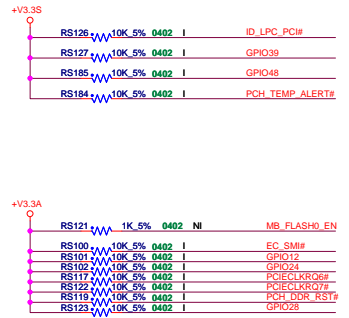 +V3.3S
RS126 10K_5% 0402 I ID_LPC_PCI#
RS127 10K_5% 0402 I GPIO39
RS185 10K_5% 0402 I GPIO48
RS184 10K_5% 0402 I PCH_TEMP_ALERT#
+V3.3A
RS121 1K_5% 0402 NI MB_FLASH0_EN
RS100 10K_5% 0402 I EC_SMI#
RS101 10K_5% 0402 I GPIO12
RS102 10K_5% 0402 I GPIO24
RS117 10K_5% 0402 I PCIECLKRQ6#
RS122 10K_5% 0402 I PCIECLKRQ7#
RS119 10K_5% 0402 I PCH_DDR_RST#
RS123 10K_5% 0402 I GPIO28